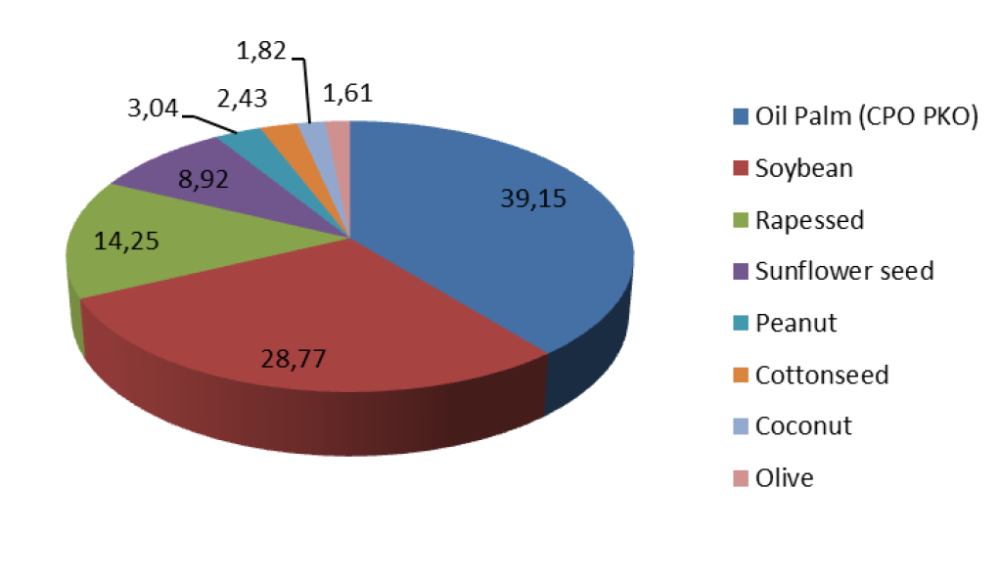 1,82
3,04
2,43
1,61
8,92
39,15
14,25
28,77
Oil Palm (CPO PKO)
Soybean
Rapessed
Sunflower seed
Peanut
Cottonseed
Coconut
Olive